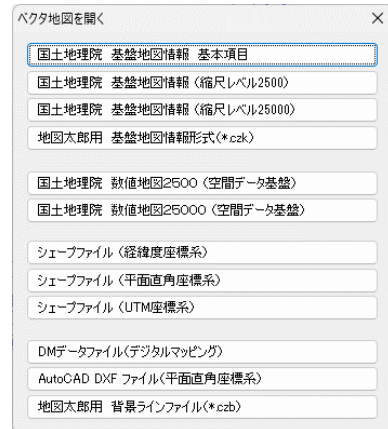 ベクタ地図を開く
国土地理院 基盤地図情報 基本項目
国土地理院 基盤地図情報 (縮尺レベル2500)
国土地理院 基盤地図情報 (縮尺レベル25000)
地図太郎用 基盤地図情報形式(*.czk)
国土地理院 数値地図2500 (空間データ基盤)
国土地理院 数値地図25000 (空間データ基盤)
シェープファイル (経緯度座標系)
シェープファイル (平面直角座標系)
シェープファイル (UTM座標系)
DMデータファイル(デジタルマッピング)
AutoCAD DXF ファイル(平面直角座標系)
地図太郎用 背景ラインファイル(*.czb)